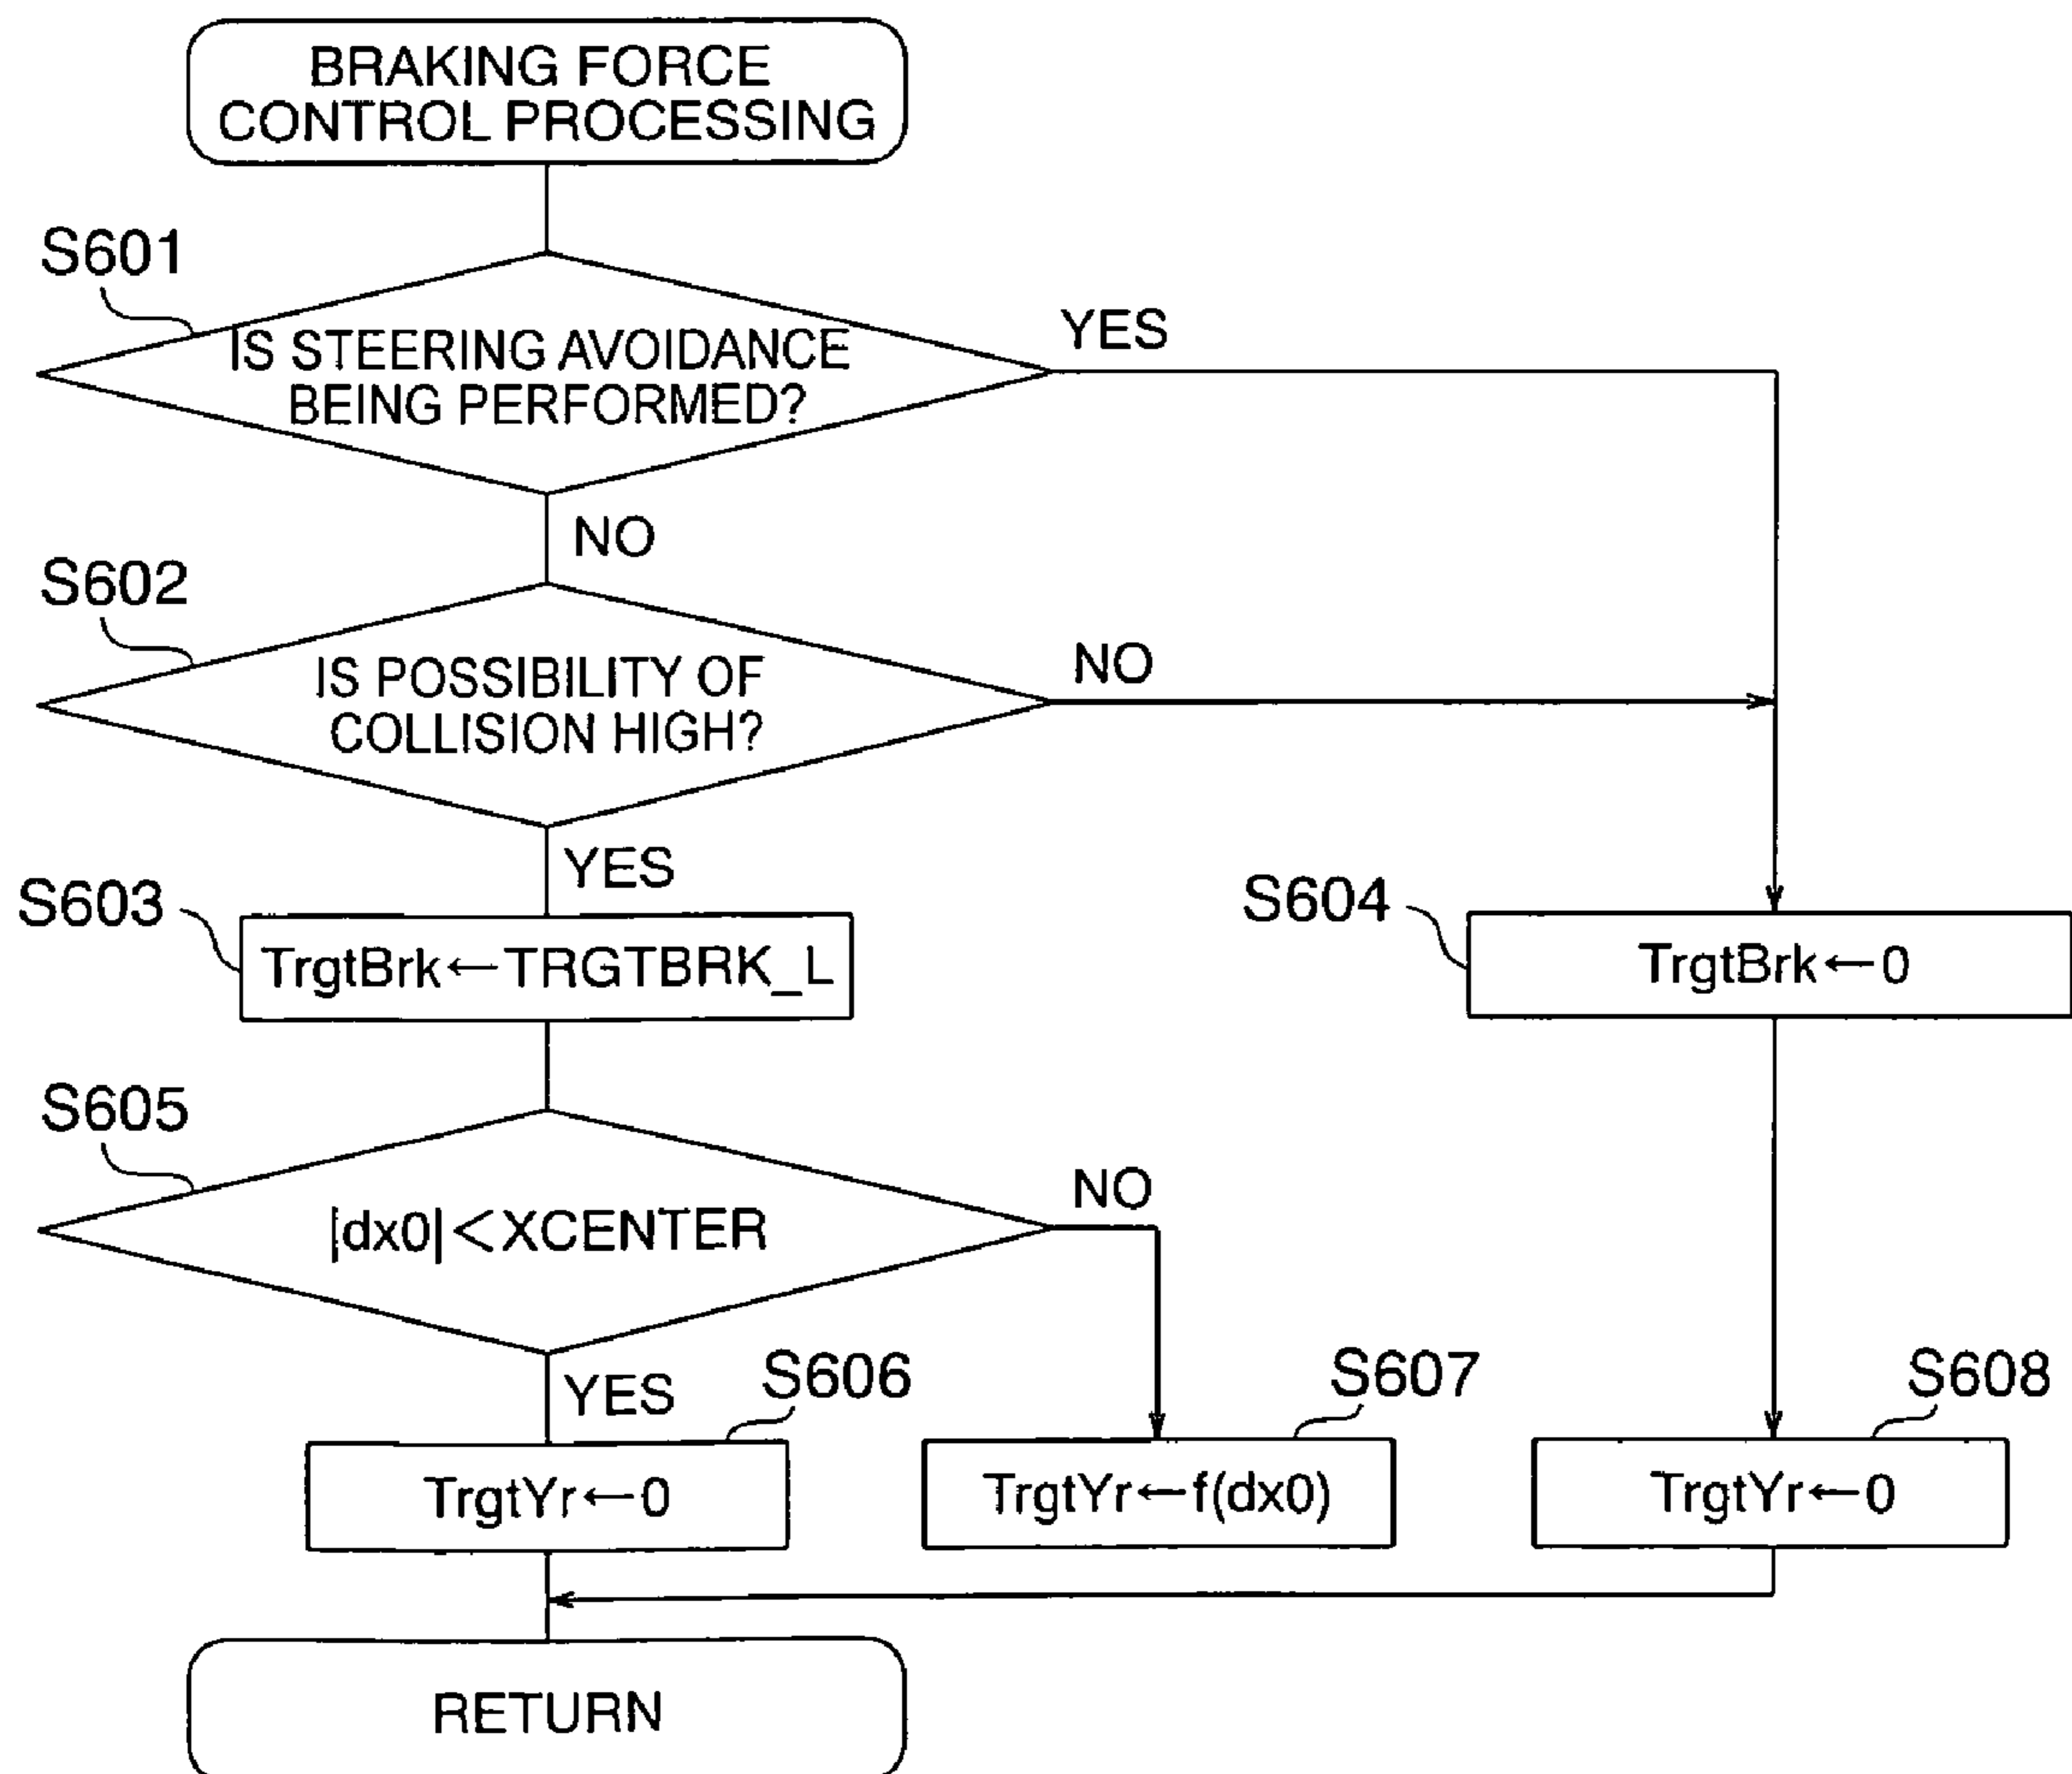 BRAKING FORCE
CONTROL PROCESSING
S601
IS STEERING AVOIDANCE
BEING PERFORMED?
YES
NO
S602
IS POSSIBILITY OF
COLLISION HIGH?
NO
YES
S603
TrgtBrk←TRGTBRK_L
S604
TrgtBrk←0
S605
|dx0|<XCENTER
NO
YES
S606
TrgtYr←0
S607
TrgtYr←f(dx0)
S608
TrgtYr←0
RETURN